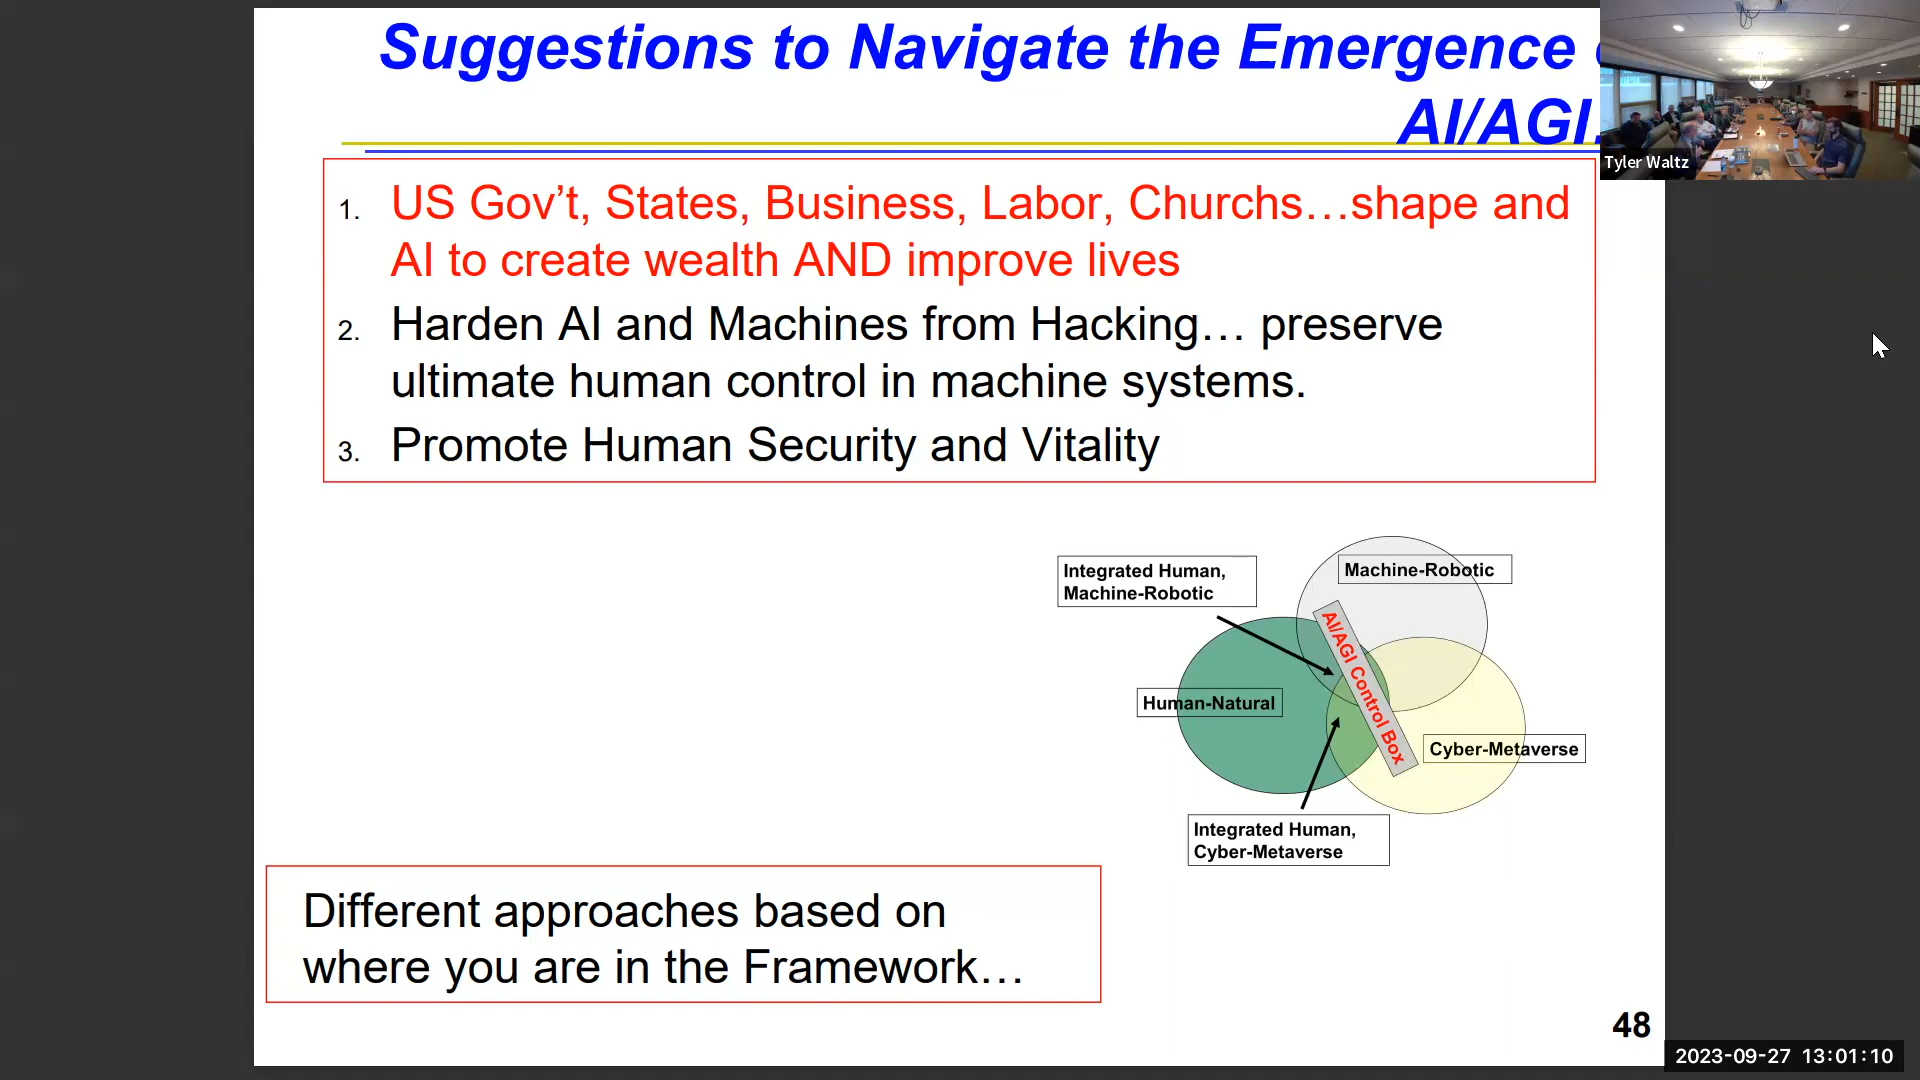 Suggestions to Navigate the Emergence
AI/AGI
Tyler Waltz
1. US Gov’t, States, Business, Labor, Churchs…shape and
AI to create wealth AND improve lives
2. Harden AI and Machines from Hacking… preserve
ultimate human control in machine systems.
3. Promote Human Security and Vitality
Integrated Human,
Machine-Robotic
Machine-Robotic
AI/AGI Control Box
Human-Natural
Cyber-Metaverse
Integrated Human,
Cyber-Metaverse
Different approaches based on
where you are in the Framework…
48
2023-09-27 13:01:10